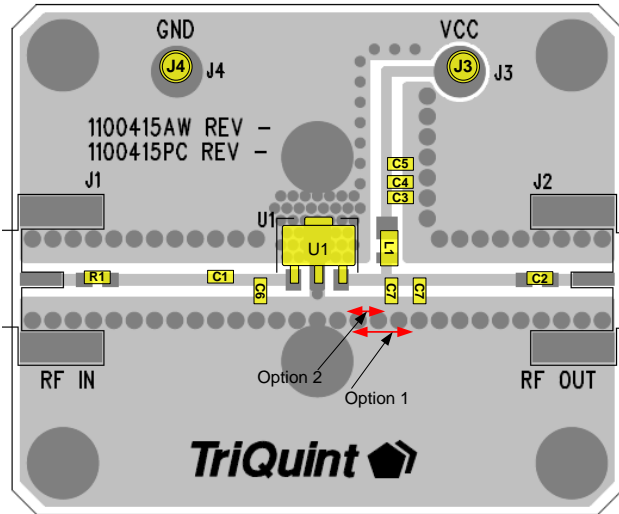 GND
VCC
J4
J4
J3
J3
1100415AW REV -
1100415PC REV -
C5
C4
C3
J1
J2
U1
U1
L1
R1
C1
C6
C7
C7
C2
Option 2
Option 1
RF IN
RF OUT
TriQuint